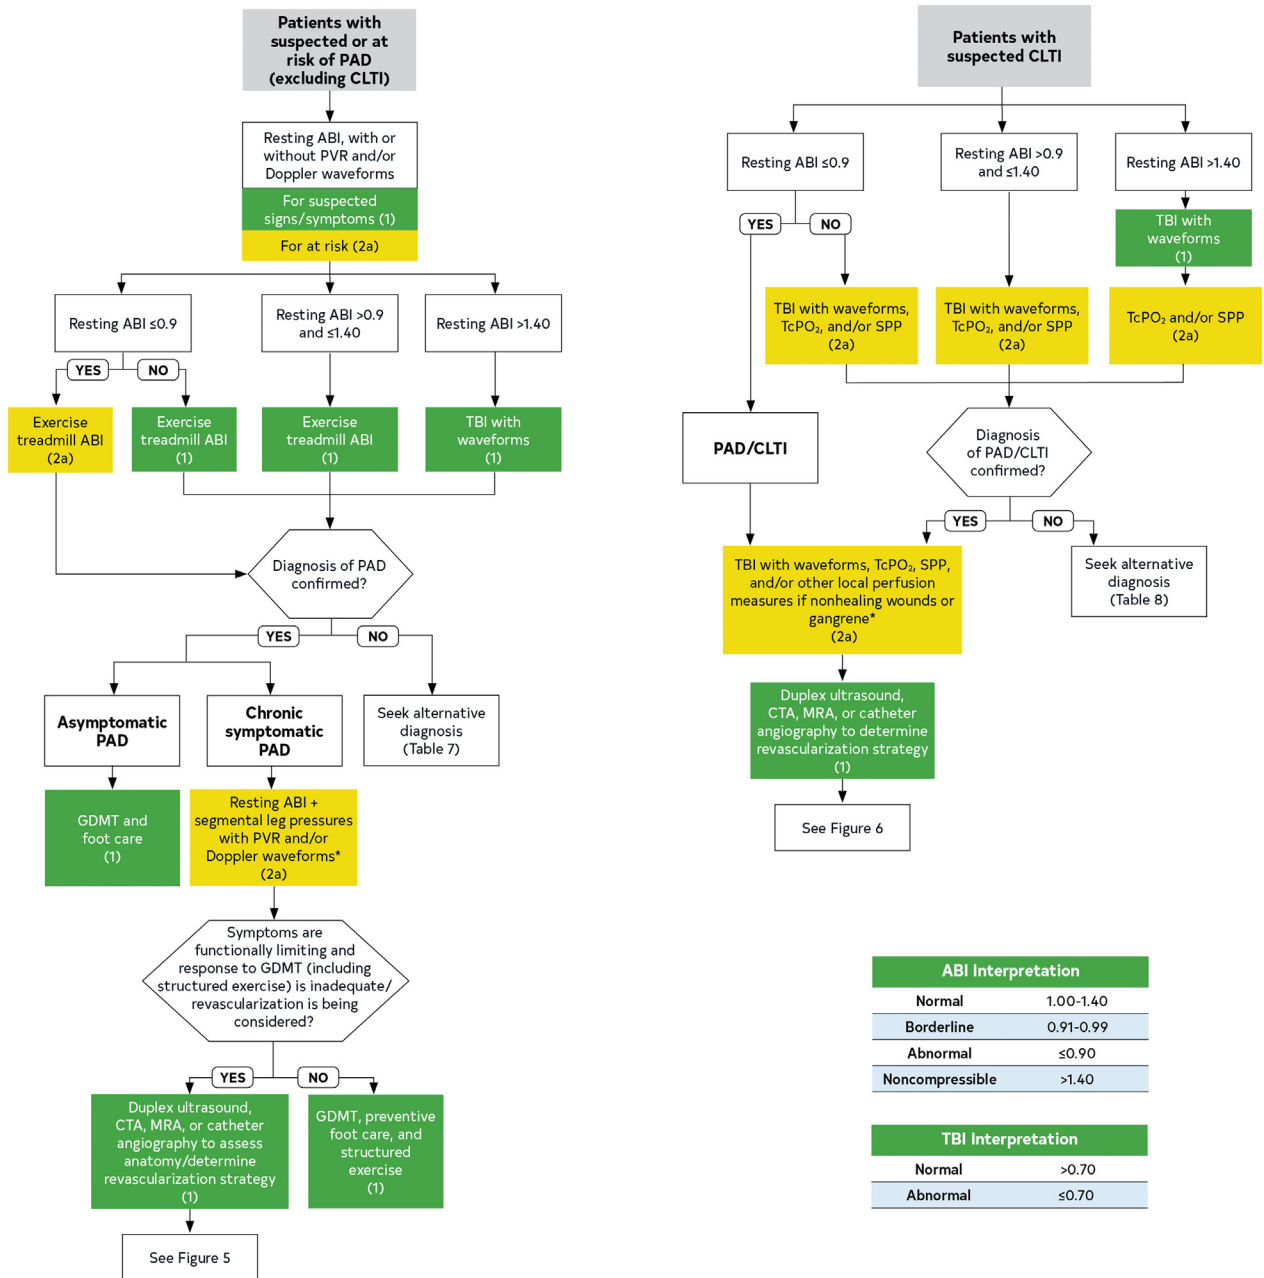 Patients with
suspected or at
risk of PAD
(excluding CLTI)
Resting ABI, with or
without PVR and/or
Doppler waveforms
For suspected
signs/symptoms (1)
For at risk (2a)
Resting ABI ≤0.9
Resting ABI >0.9
and ≤1.40
Resting ABI >1.40
YES
NO
Exercise
treadmill ABI
(2a)
Exercise
treadmill ABI
(1)
Exercise
treadmill ABI
(1)
TBI with
waveforms
(1)
Diagnosis of PAD
confirmed?
YES
NO
Asymptomatic
PAD
Chronic
symptomatic
PAD
Seek alternative
diagnosis
(Table 7)
GDMT and
foot care
(1)
Resting ABI +
segmental leg pressures
with PVR and/or
Doppler waveforms*
(2a)
Symptoms are
functionally limiting and
response to GDMT (including
structured exercise) is inadequate/
revascularization is being
considered?
YES
NO
Duplex ultrasound,
CTA, MRA, or catheter
angiography to assess
anatomy/determine
revascularization strategy
(1)
GDMT, preventive
foot care, and
structured
exercise
(1)
See Figure 5
Patients with
suspected CLTI
Resting ABI ≤0.9
Resting ABI >0.9
and ≤1.40
Resting ABI >1.40
YES
NO
TBI with
waveforms
(1)
TBI with waveforms,
TcPO₂, and/or SPP
(2a)
TBI with waveforms,
TcPO₂, and/or SPP
(2a)
TcPO₂ and/or SPP
(2a)
PAD/CLTI
Diagnosis
of PAD/CLTI
confirmed?
YES
NO
TBI with waveforms, TcPO₂, SPP,
and/or other local perfusion
measures if nonhealing wounds or
gangrene*
(2a)
Seek alternative
diagnosis
(Table 8)
Duplex ultrasound,
CTA, MRA, or catheter
angiography to determine
revascularization strategy
(1)
See Figure 6
ABI Interpretation
Normal 1.00-1.40
Borderline 0.91-0.99
Abnormal ≤0.90
Noncompressible >1.40
TBI Interpretation
Normal >0.70
Abnormal ≤0.70